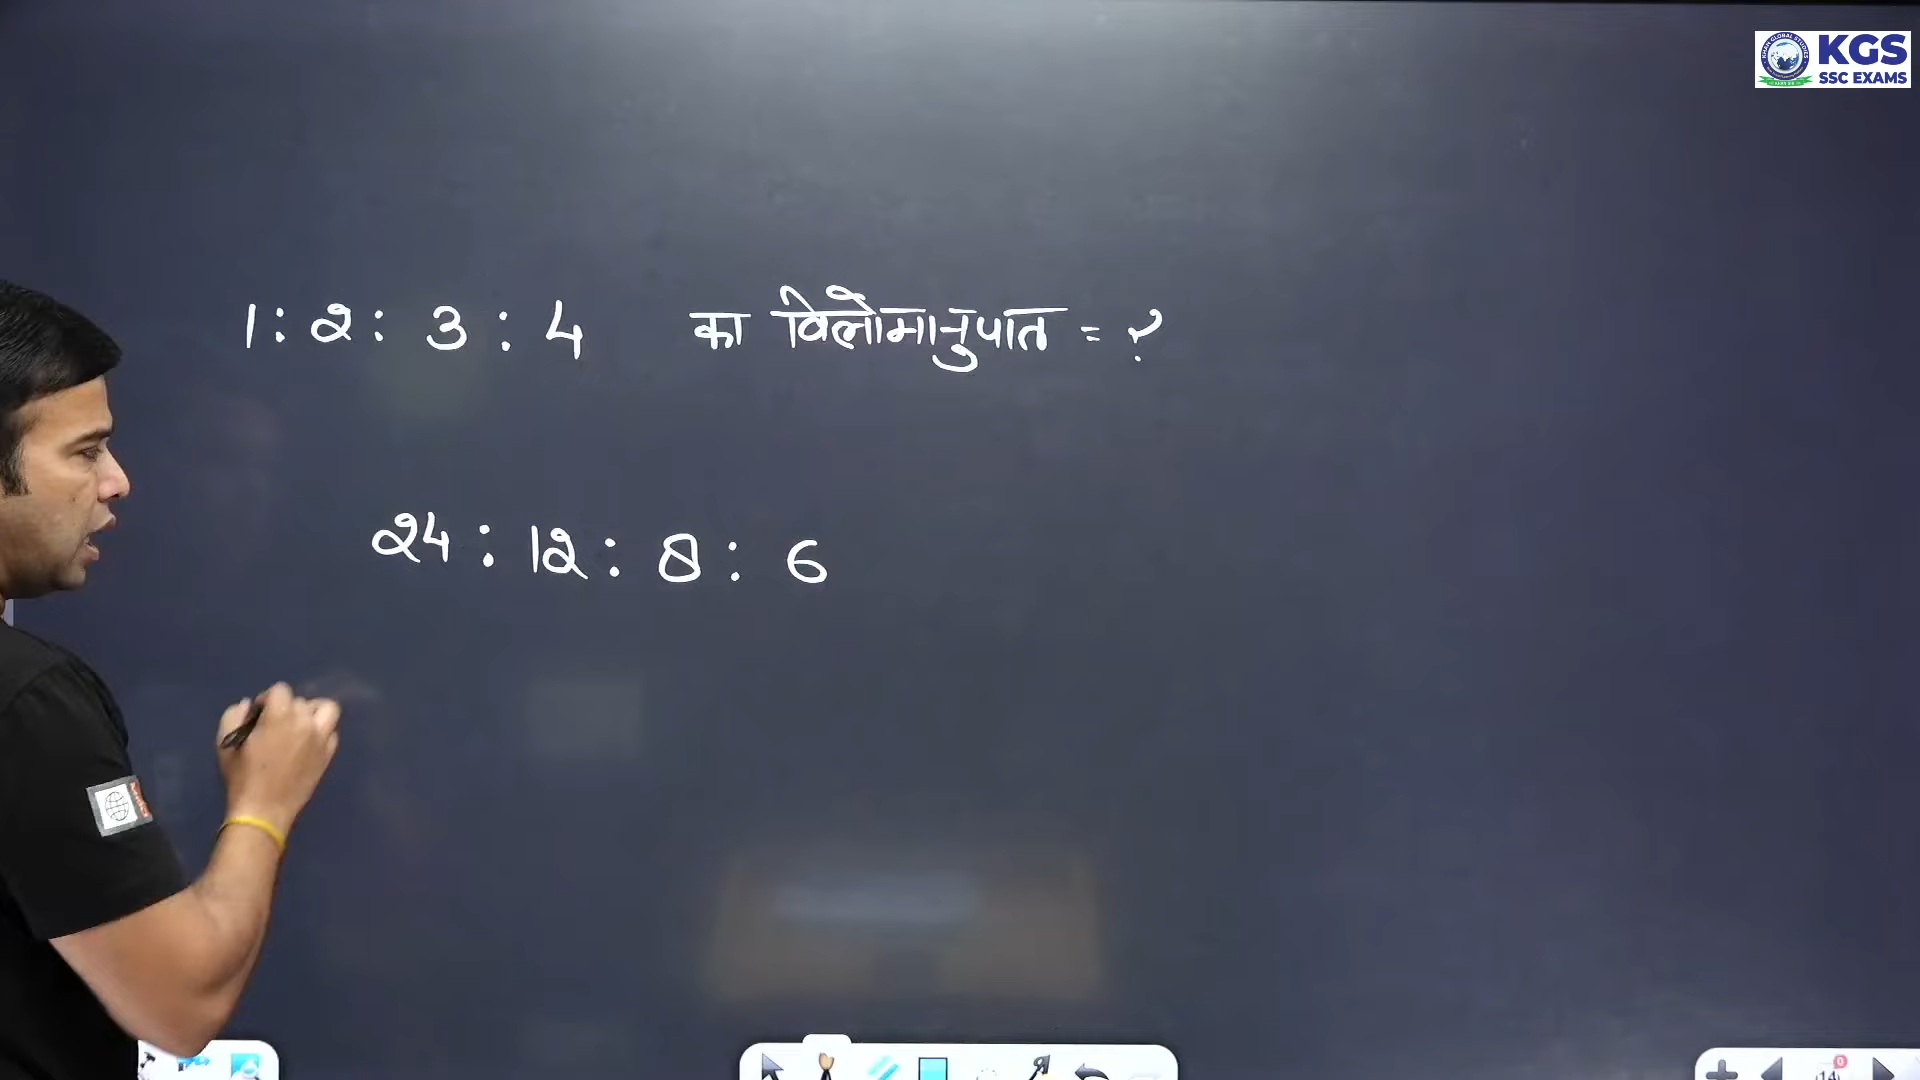 KGS
SSC EXAMS
1 : 2 : 3 : 4 का विलोमानुपात = ?
24 : 12 : 8 : 6